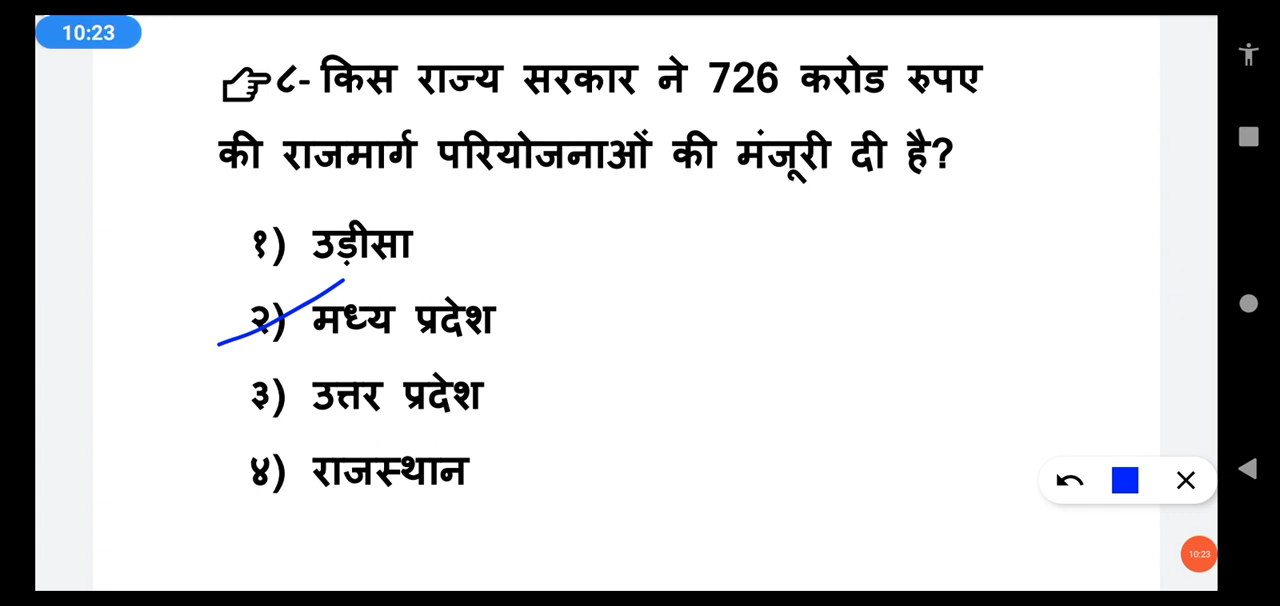 10:23
८- किस राज्य सरकार ने 726 करोड रुपए
की राजमार्ग परियोजनाओं की मंजूरी दी है?
१) उड़ीसा
२) मध्य प्रदेश
३) उत्तर प्रदेश
४) राजस्थान
10:23